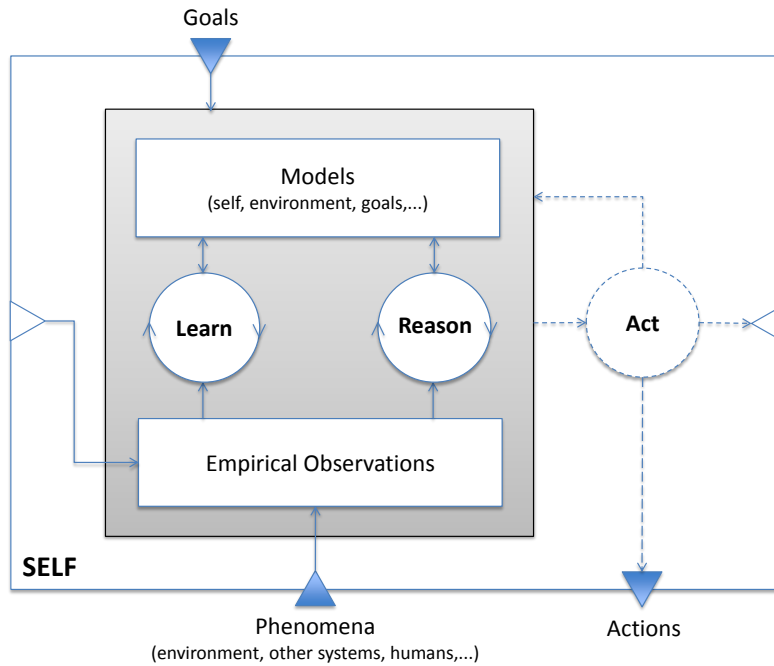 Goals
Models
(self, environment, goals,...)
Learn
Reason
Act
Empirical Observations
SELF
Phenomena
(environment, other systems, humans,...)
Actions